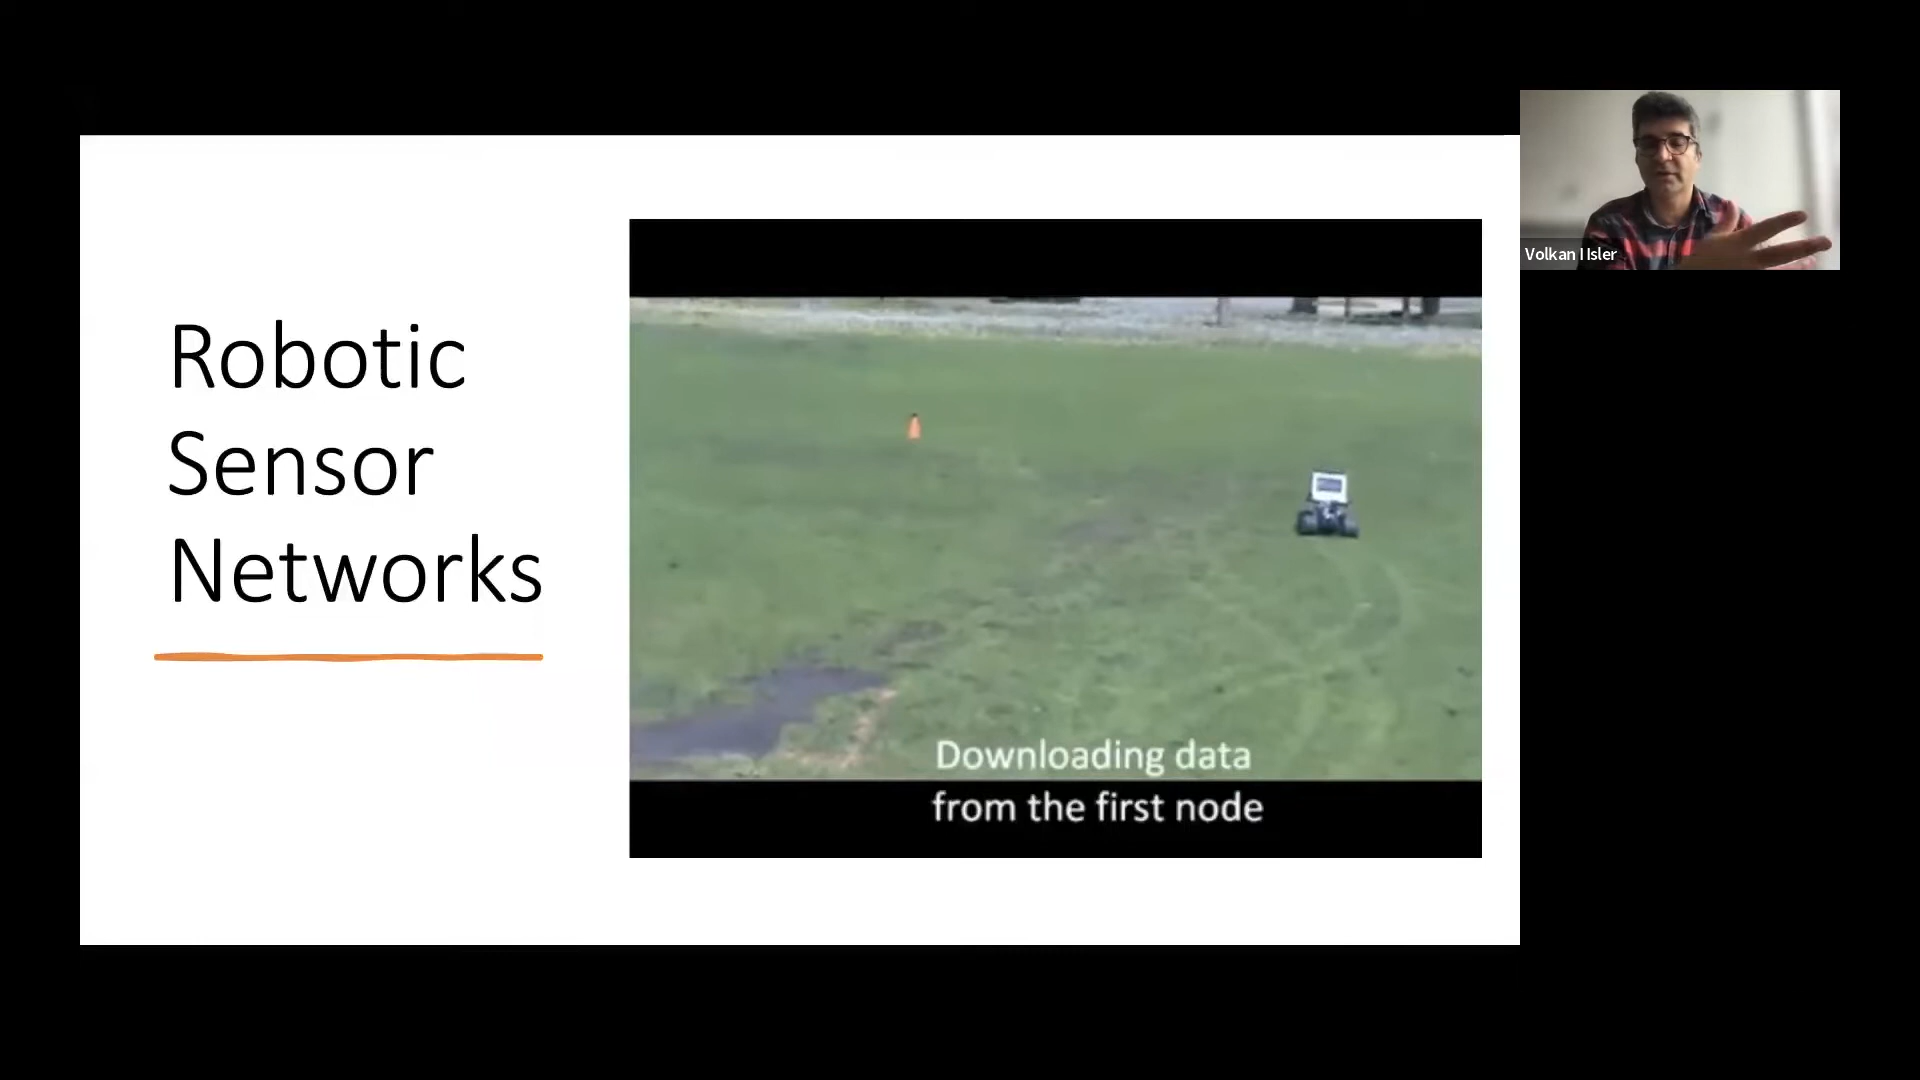 Robotic
Sensor
Networks
Downloading data
from the first node
Volkan I Isler